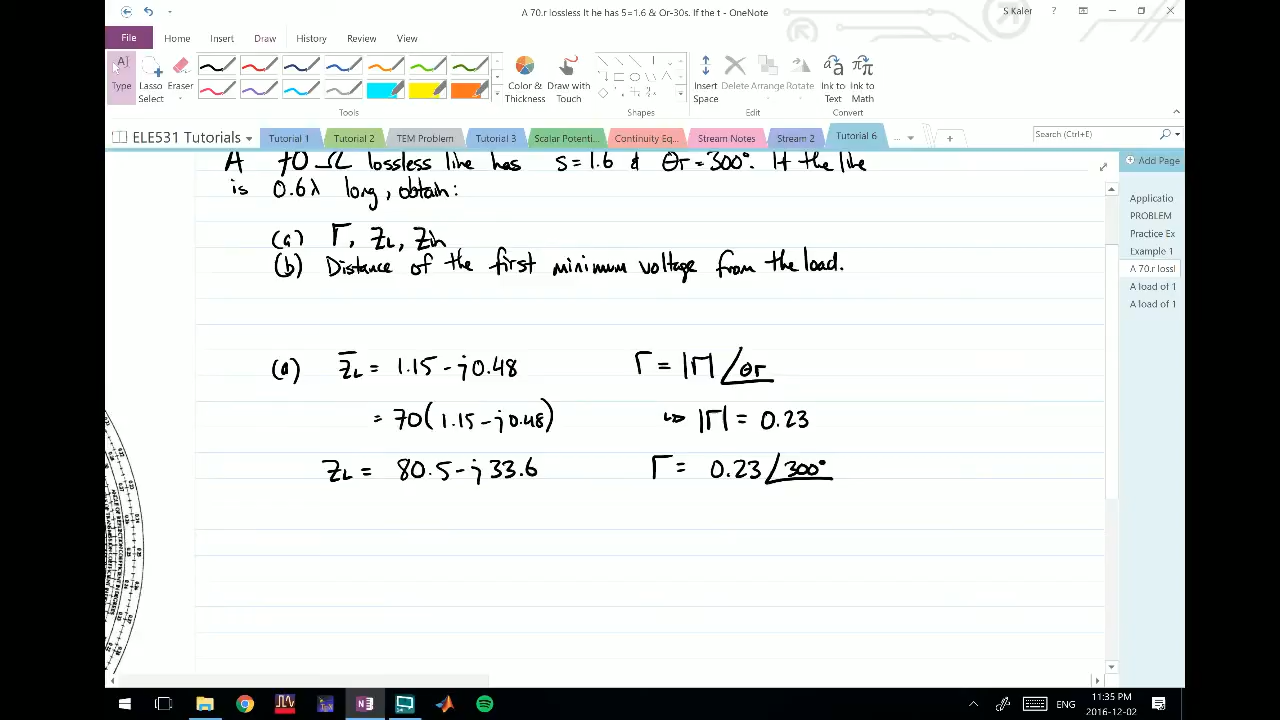 A 70.r lossless lt he has S=1.6 & Or-30s. If the t - OneNote
S Kaler
File Home Insert Draw History Review View
Type
Lasso Select
Eraser
Color & Thickness
Draw with Touch
Insert Space
Delete Arrange Rotate
Ink to Text
Ink to Math
Tools Shapes Edit Convert
ELE531 Tutorials
Tutorial 1 Tutorial 2 TEM Problem Tutorial 3 Scalar Potenti... Continuity Eq... Stream Notes Stream 2 Tutorial 6 ...
Search (Ctrl+E)
Add Page
Applicatio
PROBLEM
Practice Ex
Example 1
A 70.r lossl
A load of 1
A load of 1
A 70 Ω lossless line has s = 1.6 & θΓ = 300°. If the line
is 0.6λ long, obtain:
(a) Γ, ZL, Zin
(b) Distance of the first minimum voltage from the load.
(a) z̄L = 1.15 - j0.48
= 70(1.15 - j0.48)
ZL = 80.5 - j33.6
Γ = |Γ| ∠θΓ
↳ |Γ| = 0.23
Γ = 0.23 ∠300°
ENG
11:35 PM
2016-12-02